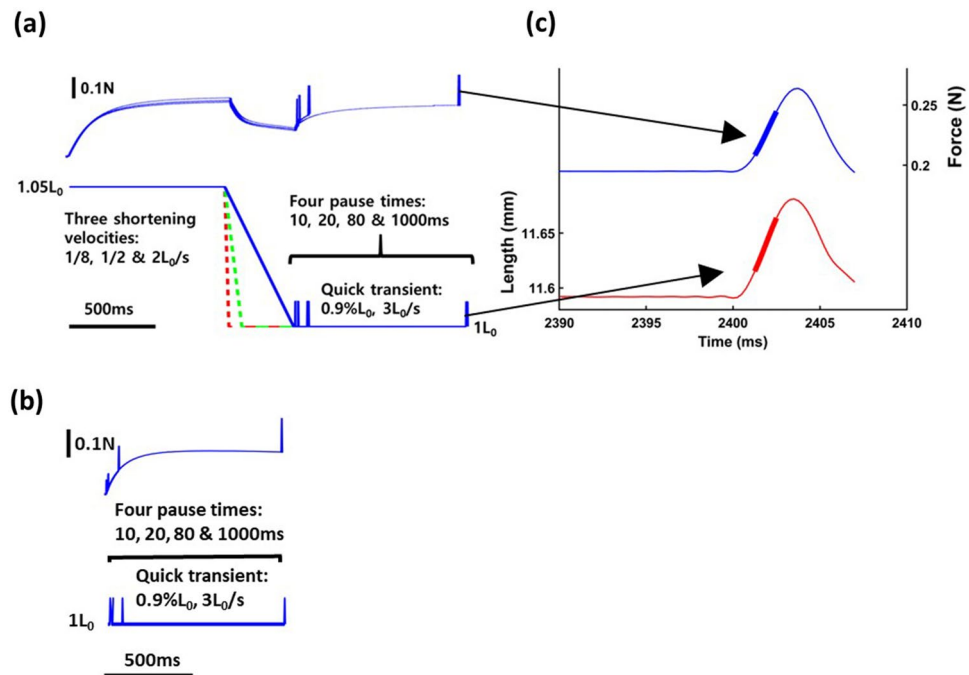 (a)
0.1N
1.05L₀
Three shortening
velocities:
1/8, 1/2 & 2L₀/s
500ms
Four pause times:
10, 20, 80 & 1000ms
Quick transient:
0.9%L₀, 3L₀/s
1L₀
(c)
Force (N)
0.25
0.2
Length (mm)
11.65
11.6
2390
2395
2400
2405
2410
Time (ms)
(b)
0.1N
Four pause times:
10, 20, 80 & 1000ms
Quick transient:
0.9%L₀, 3L₀/s
1L₀
500ms